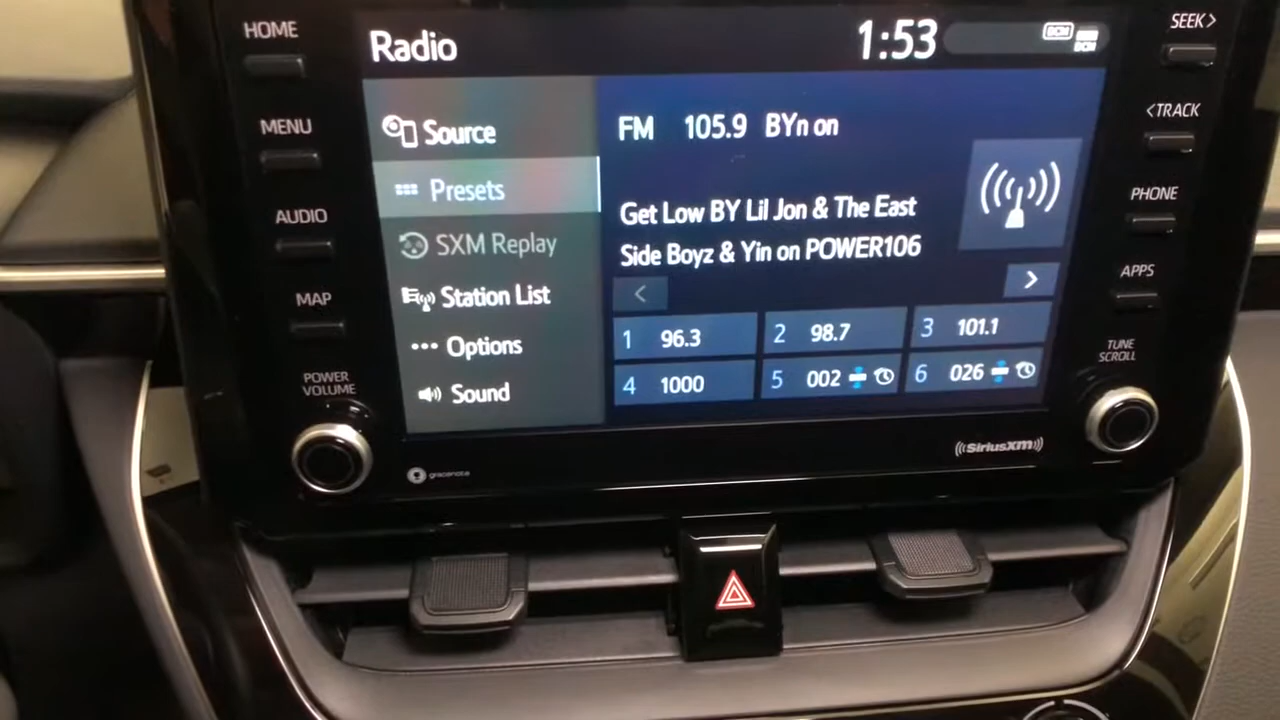 HOME
MENU
AUDIO
MAP
POWER
VOLUME
Radio
1:53
DCM
DCM
Source
Presets
SXM Replay
Station List
Options
Sound
FM 105.9 BYn on
Get Low BY Lil Jon & The East
Side Boyz & Yin on POWER106
<
>
1 96.3
2 98.7
3 101.1
4 1000
5 002
6 026
gracenote
((SiriusXM))
SEEK>
<TRACK
PHONE
APPS
TUNE
SCROLL